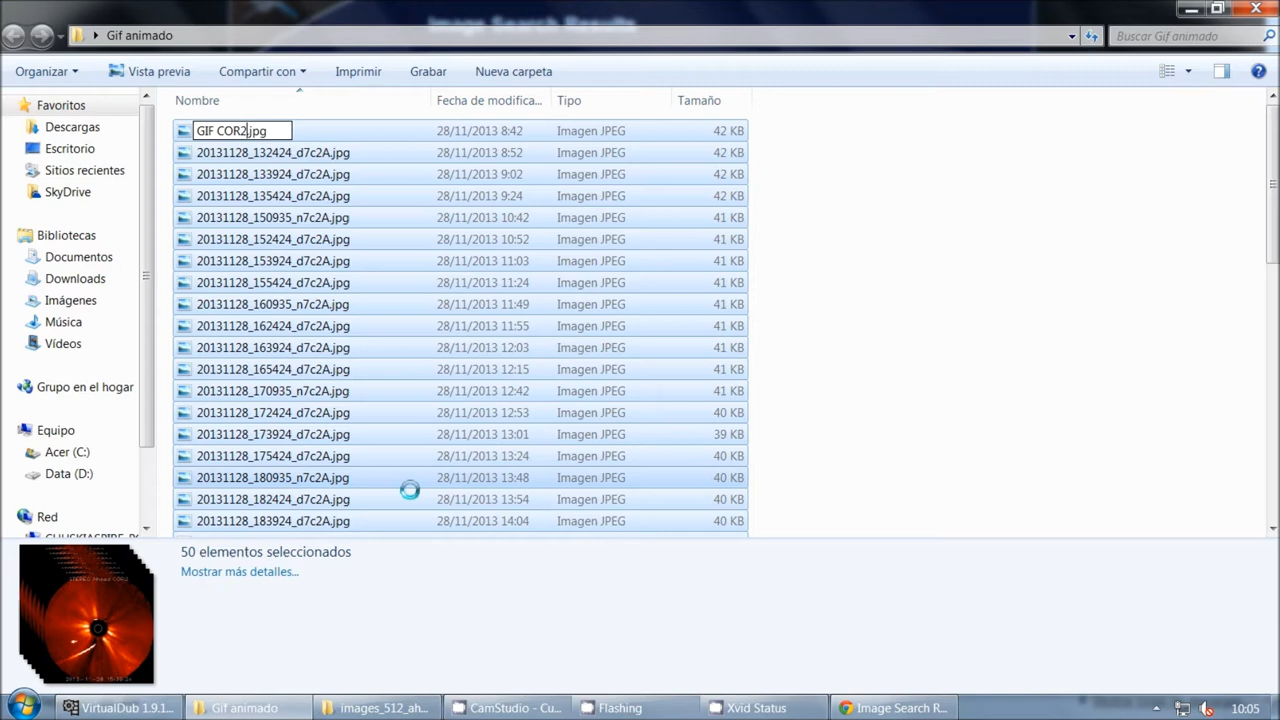 Image Search Results
Gif animado
Buscar Gif animado
Organizar
Vista previa
Compartir con
Imprimir
Grabar
Nueva carpeta
Favoritos
Descargas
Escritorio
Sitios recientes
SkyDrive
Bibliotecas
Documentos
Downloads
Imágenes
Música
Vídeos
Grupo en el hogar
Equipo
Acer (C:)
Data (D:)
Red
Nombre Fecha de modifica... Tipo Tamaño
GIF COR2.jpg 28/11/2013 8:42 Imagen JPEG 42 KB
20131128_132424_d7c2A.jpg 28/11/2013 8:52 Imagen JPEG 42 KB
20131128_133924_d7c2A.jpg 28/11/2013 9:02 Imagen JPEG 42 KB
20131128_135424_d7c2A.jpg 28/11/2013 9:24 Imagen JPEG 42 KB
20131128_150935_n7c2A.jpg 28/11/2013 10:42 Imagen JPEG 41 KB
20131128_152424_d7c2A.jpg 28/11/2013 10:52 Imagen JPEG 41 KB
20131128_153924_d7c2A.jpg 28/11/2013 11:03 Imagen JPEG 41 KB
20131128_155424_d7c2A.jpg 28/11/2013 11:24 Imagen JPEG 41 KB
20131128_160935_n7c2A.jpg 28/11/2013 11:49 Imagen JPEG 41 KB
20131128_162424_d7c2A.jpg 28/11/2013 11:55 Imagen JPEG 41 KB
20131128_163924_d7c2A.jpg 28/11/2013 12:03 Imagen JPEG 41 KB
20131128_165424_d7c2A.jpg 28/11/2013 12:15 Imagen JPEG 41 KB
20131128_170935_n7c2A.jpg 28/11/2013 12:42 Imagen JPEG 41 KB
20131128_172424_d7c2A.jpg 28/11/2013 12:53 Imagen JPEG 40 KB
20131128_173924_d7c2A.jpg 28/11/2013 13:01 Imagen JPEG 39 KB
20131128_175424_d7c2A.jpg 28/11/2013 13:24 Imagen JPEG 40 KB
20131128_180935_n7c2A.jpg 28/11/2013 13:48 Imagen JPEG 40 KB
20131128_182424_d7c2A.jpg 28/11/2013 13:54 Imagen JPEG 40 KB
20131128_183924_d7c2A.jpg 28/11/2013 14:04 Imagen JPEG 40 KB
50 elementos seleccionados
Mostrar más detalles...
VirtualDub 1.9.1...
Gif animado
images_512_ah...
CamStudio - Cu...
Flashing
Xvid Status
Image Search R...
10:05